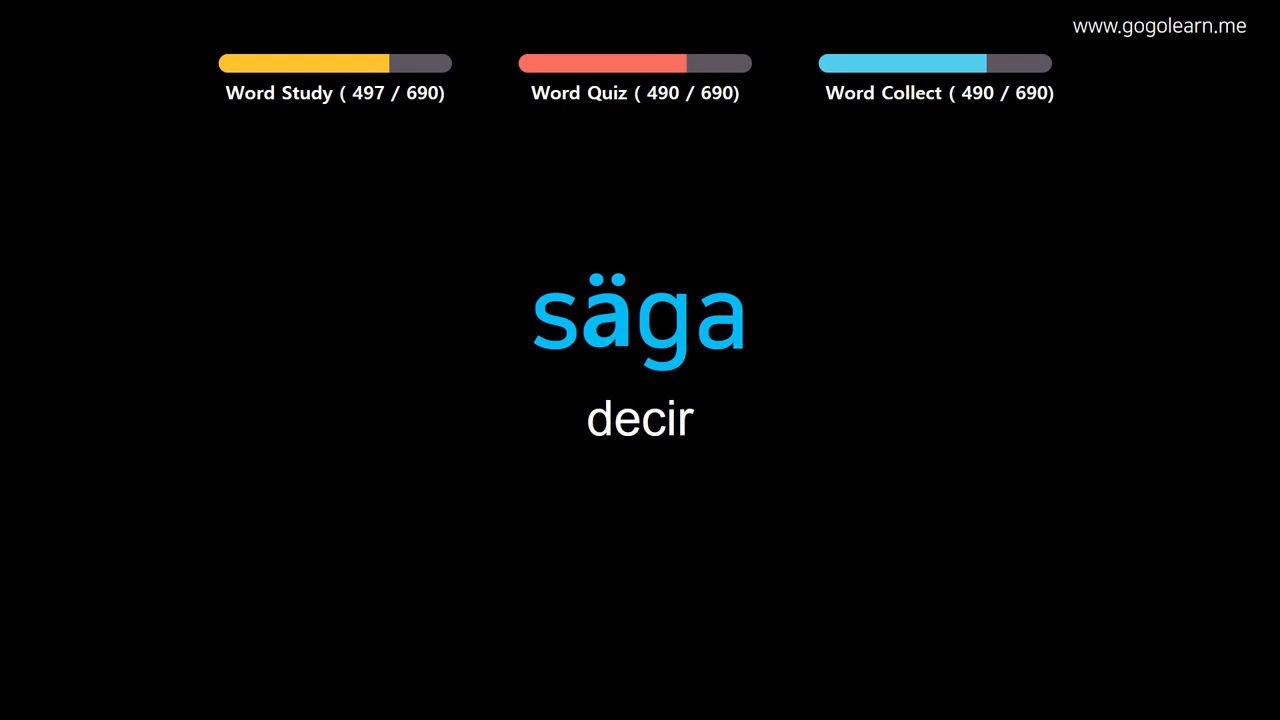 www.gogolearn.me
Word Study ( 497 / 690)
Word Quiz ( 490 / 690)
Word Collect ( 490 / 690)
säga
decir